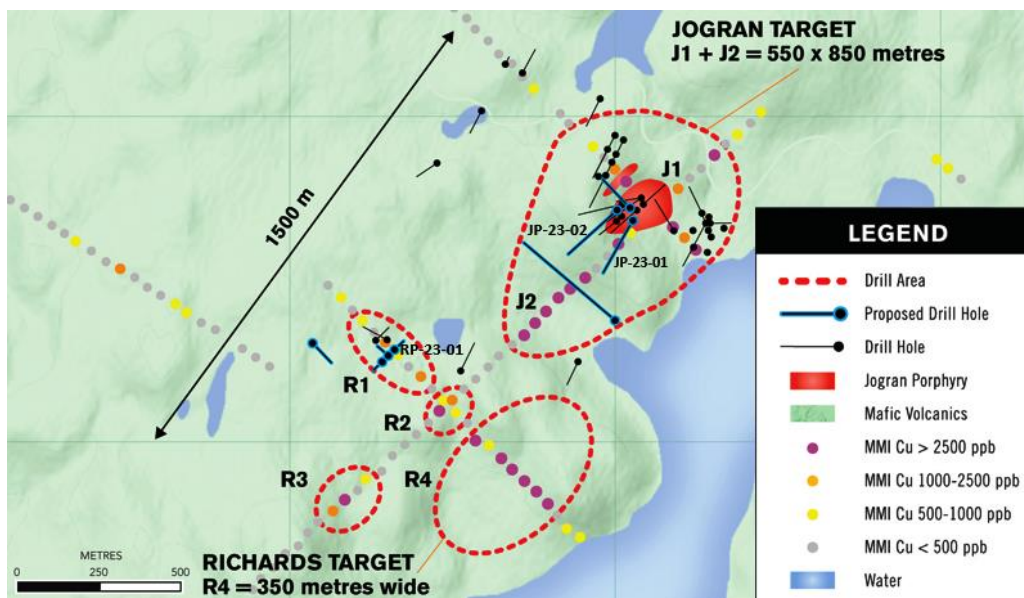 JOGRAN TARGET
J1 + J2 = 550 x 850 metres
1500 m
J1
JP-23-02
JP-23-01
J2
RP-23-01
R1
R2
R3
R4
RICHARDS TARGET
R4 = 350 metres wide
METRES
0 250 500
LEGEND
Drill Area
Proposed Drill Hole
Drill Hole
Jogran Porphyry
Mafic Volcanics
MMI Cu > 2500 ppb
MMI Cu 1000-2500 ppb
MMI Cu 500-1000 ppb
MMI Cu < 500 ppb
Water